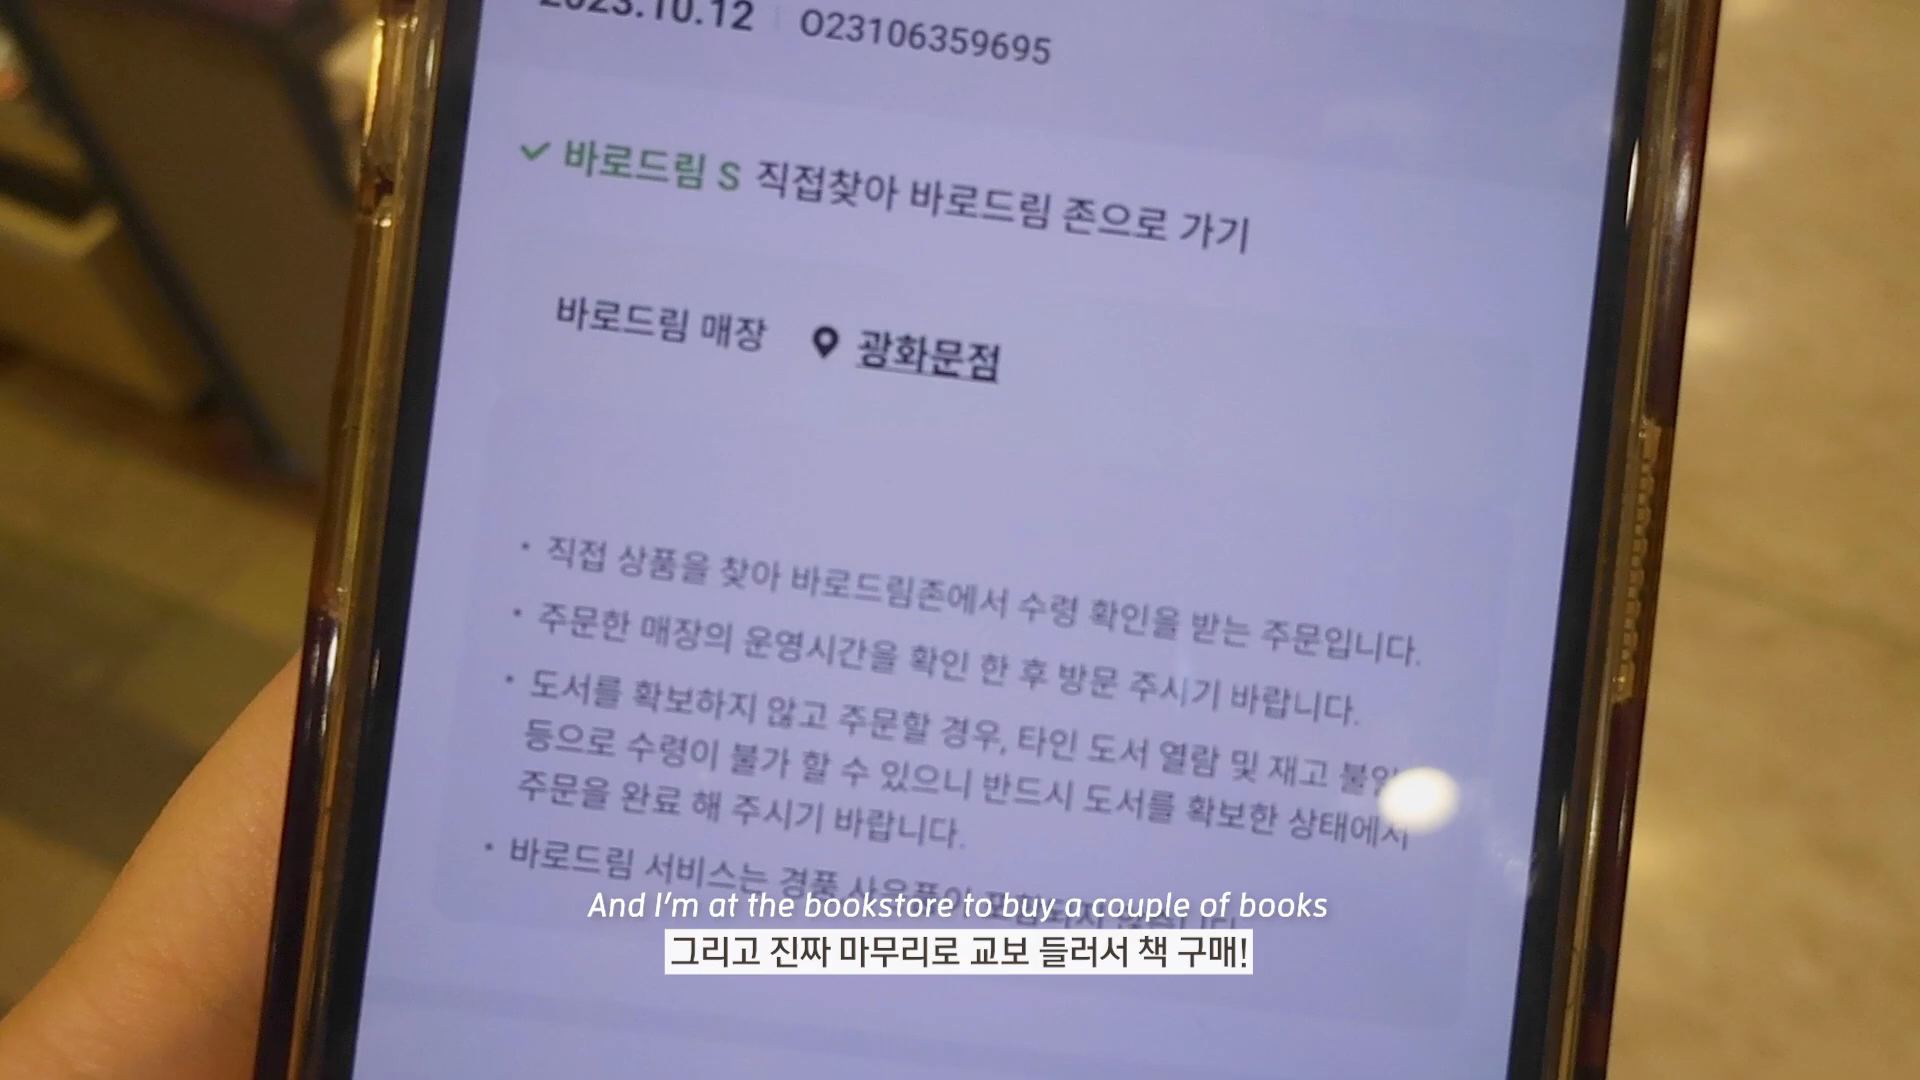 2023.10.12 O23106359695
바로드림 S 직접찾아 바로드림 존으로 가기
바로드림 매장 광화문점
• 직접 상품을 찾아 바로드림존에서 수령 확인을 받는 주문입니다.
• 주문한 매장의 운영시간을 확인 한 후 방문 주시기 바랍니다.
• 도서를 확보하지 않고 주문할 경우, 타인 도서 열람 및 재고
등으로 수령이 불가 할 수 있으니 반드시 도서를 확보한 상태에서
주문을 완료 해 주시기 바랍니다.
• 바로드림 서비스는 경품
And I'm at the bookstore to buy a couple of books
그리고 진짜 마무리로 교보 들러서 책 구매!